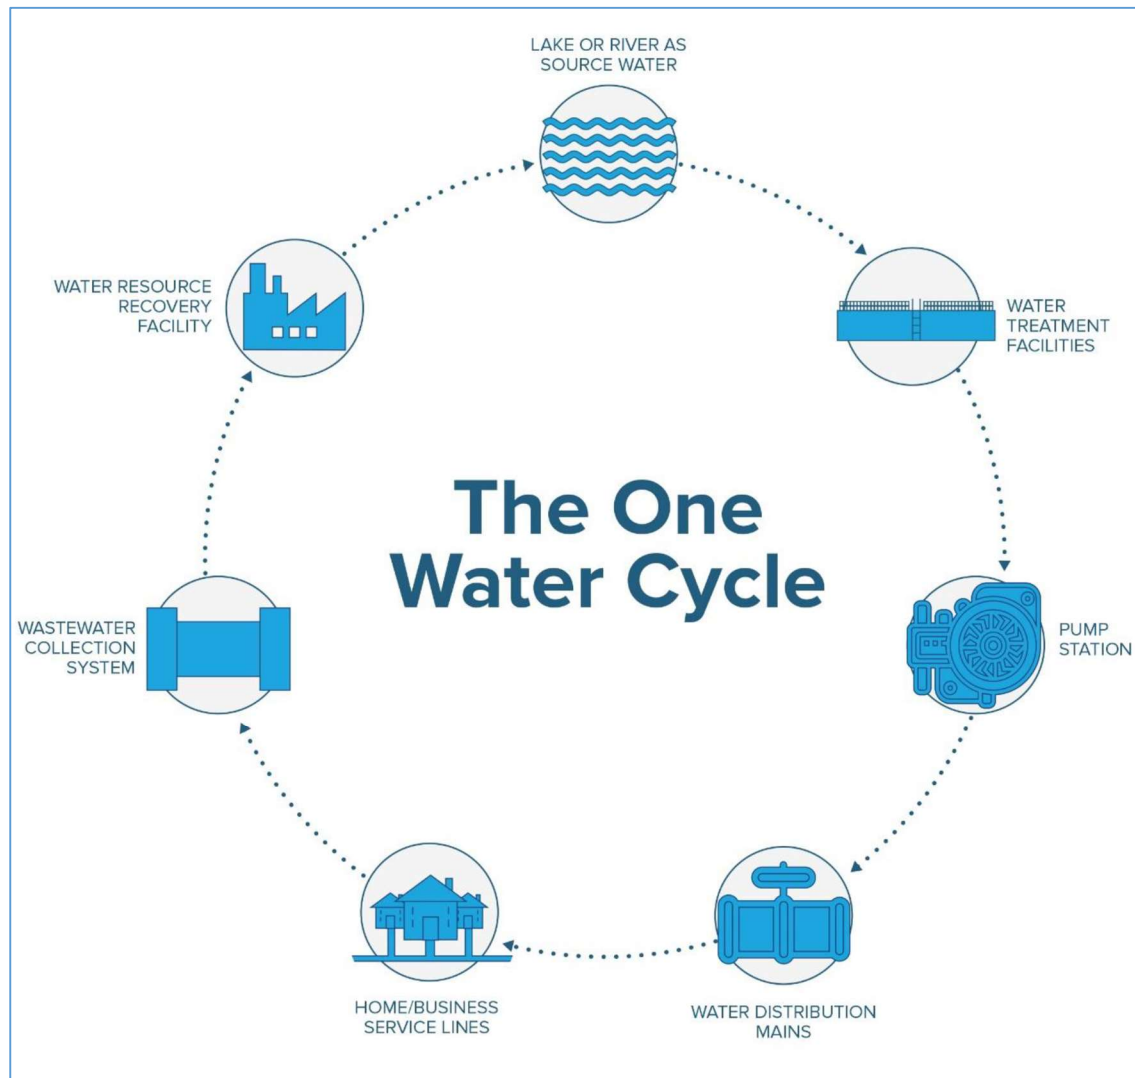 LAKE OR RIVER AS
SOURCE WATER
WATER RESOURCE
RECOVERY
FACILITY
WATER
TREATMENT
FACILITIES
The One
Water Cycle
WASTEWATER
COLLECTION
SYSTEM
PUMP
STATION
HOME/BUSINESS
SERVICE LINES
WATER DISTRIBUTION
MAINS